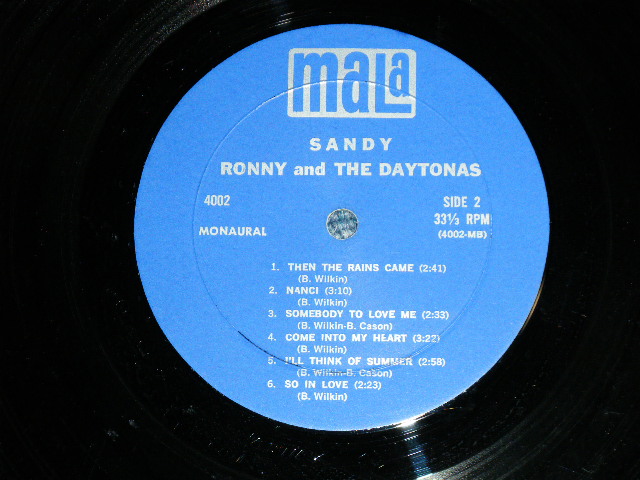 mala
SANDY
RONNY and THE DAYTONAS
4002
SIDE 2
33⅓ RPM
MONAURAL
(4002-MB)
1. THEN THE RAINS CAME (2:41)
(B. Wilkin)
2. NANCI (3:10)
(B. Wilkin)
3. SOMEBODY TO LOVE ME (2:33)
(B. Wilkin-B. Cason)
4. COME INTO MY HEART (3:22)
(B. Wilkin)
5. I'LL THINK OF SUMMER (2:58)
(B. Wilkin-B. Cason)
6. SO IN LOVE (2:23)
(B. Wilkin)